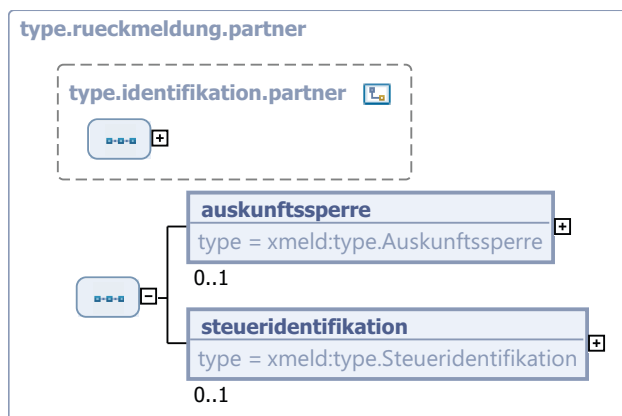 type.rueckmeldung.partner
type.identifikation.partner
auskunftssperre
type = xmeld:type.Auskunftssperre
0..1
steueridentifikation
type = xmeld:type.Steueridentifikation
0..1